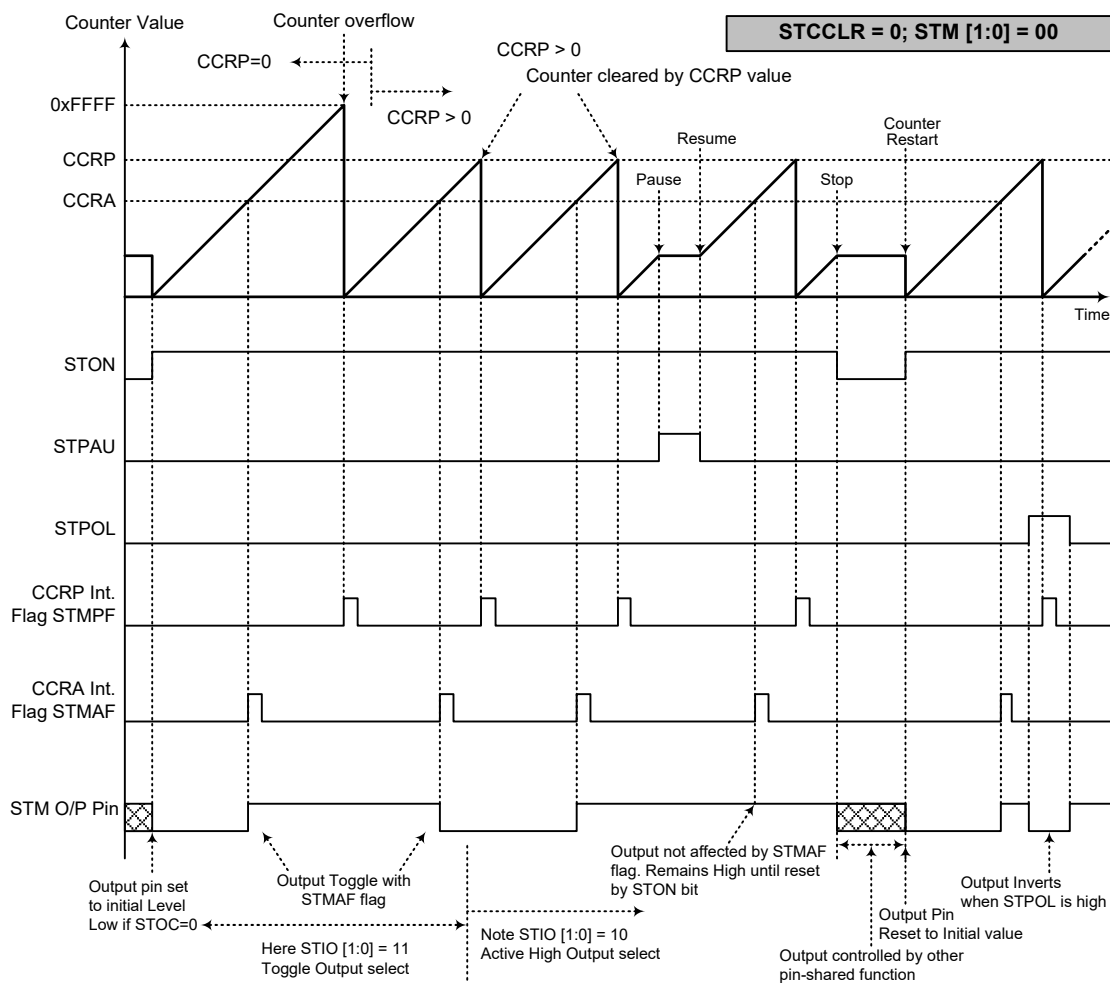 Counter Value
Counter overflow
STCCLR = 0; STM [1:0] = 00
CCRP=0
CCRP > 0
CCRP > 0
Counter cleared by CCRP value
0xFFFF
CCRP
CCRA
Pause
Resume
Stop
Counter
Restart
Time
STON
STPAU
STPOL
CCRP Int.
Flag STMPF
CCRA Int.
Flag STMAF
STM O/P Pin
Output pin set
to initial Level
Low if STOC=0
Output Toggle with
STMAF flag
Here STIO [1:0] = 11
Toggle Output select
Note STIO [1:0] = 10
Active High Output select
Output not affected by STMAF
flag. Remains High until reset
by STON bit
Output controlled by other
pin-shared function
Output Pin
Reset to Initial value
Output Inverts
when STPOL is high